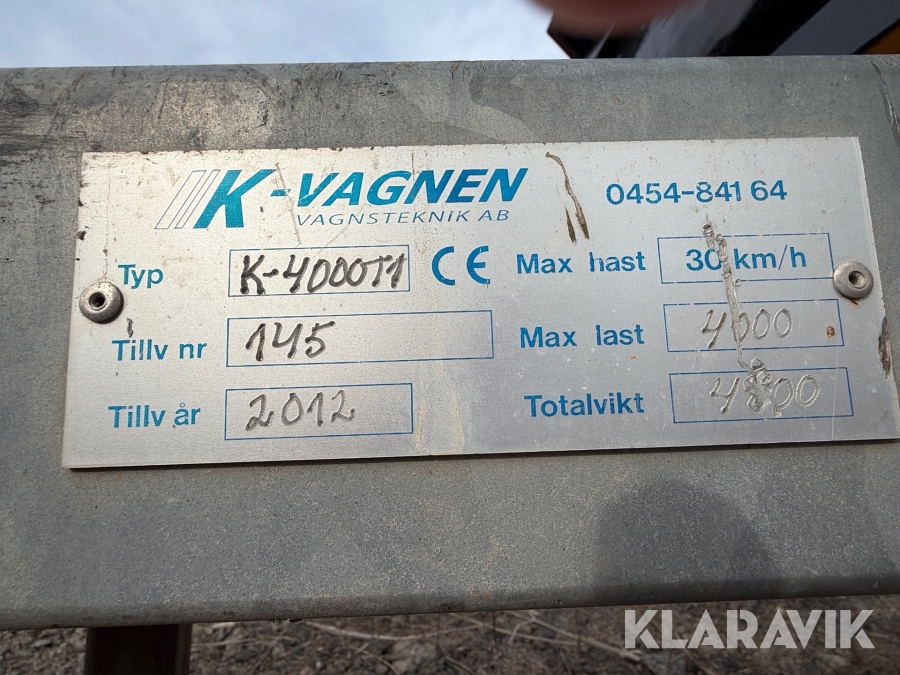 K-VAGNEN
VAGNSTEKNIK AB
0454-841 64
Typ K-4000T1 CE Max hast 30 km/h
Tillv nr 145 Max last 4000
Tillv år 2012 Totalvikt 4800
KLARAVIK